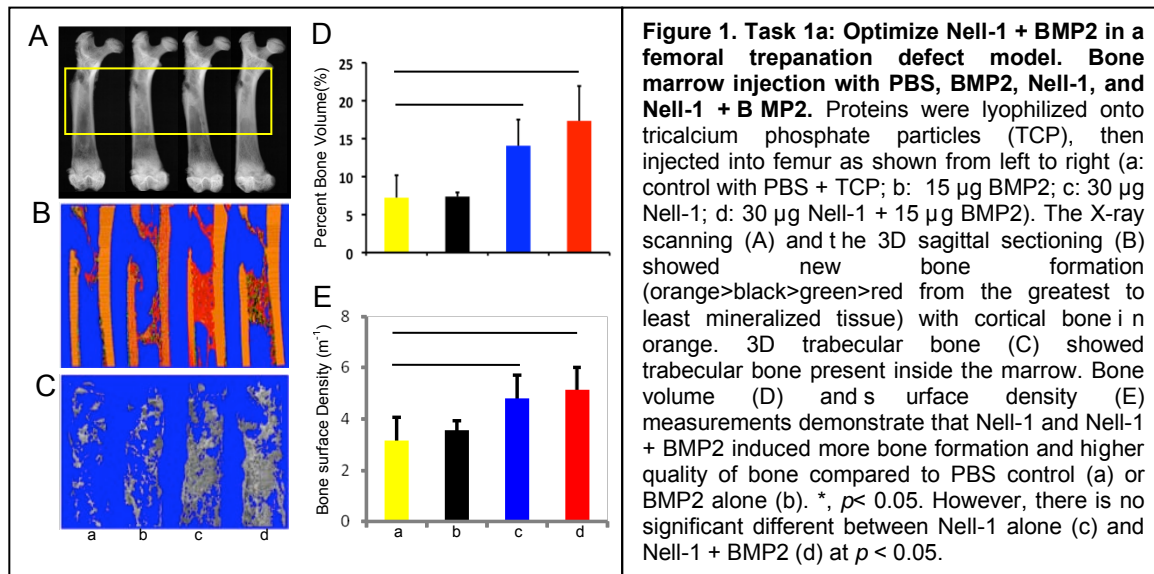 A
B
C
a b c d
D
Percent Bone Volume(%)
25
20
15
10
5
0
E
Bone surface Density (m⁻¹)
8
6
4
2
0
a b c d
Figure 1. Task 1a: Optimize Nell-1 + BMP2 in a
femoral trepanation defect model. Bone
marrow injection with PBS, BMP2, Nell-1, and
Nell-1 + B MP2. Proteins were lyophilized onto
tricalcium phosphate particles (TCP), then
injected into femur as shown from left to right (a:
control with PBS + TCP; b: 15 µg BMP2; c: 30 µg
Nell-1; d: 30 µg Nell-1 + 15 µg BMP2). The X-ray
scanning (A) and t he 3D sagittal sectioning (B)
showed new bone formation
(orange>black>green>red from the greatest to
least mineralized tissue) with cortical bone i n
orange. 3D trabecular bone (C) showed
trabecular bone present inside the marrow. Bone
volume (D) and s urface density (E)
measurements demonstrate that Nell-1 and Nell-1
+ BMP2 induced more bone formation and higher
quality of bone compared to PBS control (a) or
BMP2 alone (b). *, p< 0.05. However, there is no
significant different between Nell-1 alone (c) and
Nell-1 + BMP2 (d) at p < 0.05.